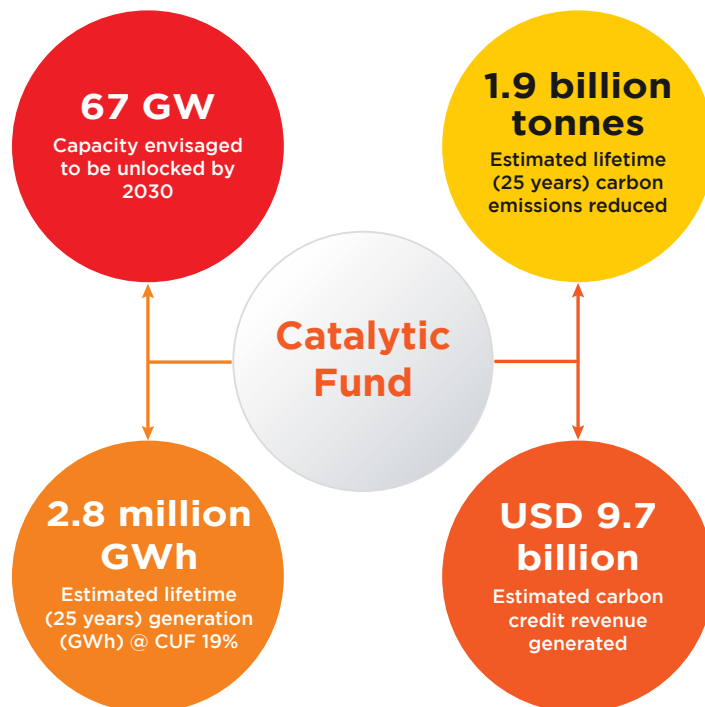 67 GW
Capacity envisaged
to be unlocked by
2030
1.9 billion
tonnes
Estimated lifetime
(25 years) carbon
emissions reduced
Catalytic
Fund
2.8 million
GWh
Estimated lifetime
(25 years) generation
(GWh) @ CUF 19%
USD 9.7
billion
Estimated carbon
credit revenue
generated